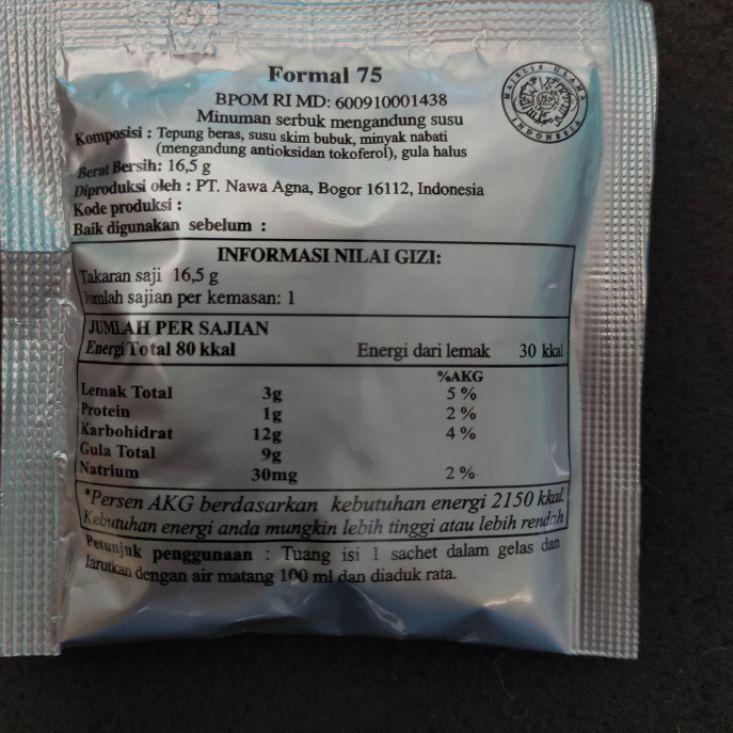 Formal 75
BPOM RI MD: 600910001438
Minuman serbuk mengandung susu
Komposisi : Tepung beras, susu skim bubuk, minyak nabati
(mengandung antioksidan tokoferol), gula halus
Berat Bersih: 16,5 g
Diproduksi oleh : PT. Nawa Agna, Bogor 16112, Indonesia
Kode produksi :
Baik digunakan sebelum :
MAJELIS ULAMA
INDONESIA
INFORMASI NILAI GIZI:
Takaran saji 16,5 g
Jumlah sajian per kemasan: 1
JUMLAH PER SAJIAN
Energi Total 80 kkal Energi dari lemak 30 kkal
%AKG
Lemak Total 3g 5 %
Protein 1g 2 %
Karbohidrat 12g 4 %
Gula Total 9g
Natrium 30mg 2 %
*Persen AKG berdasarkan kebutuhan energi 2150 kkal.
Kebutuhan energi anda mungkin lebih tinggi atau lebih rendah
Petunjuk penggunaan : Tuang isi 1 sachet dalam gelas dan
larutkan dengan air matang 100 ml dan diaduk rata.